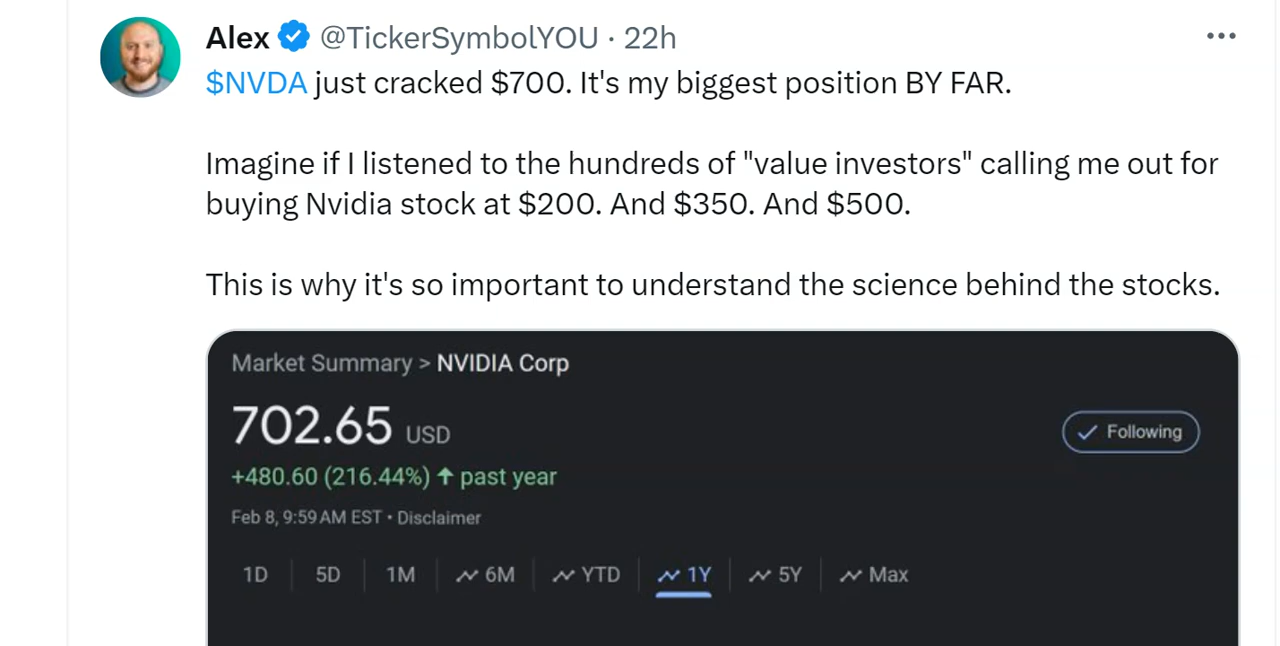 Alex @TickerSymbolYOU · 22h
$NVDA just cracked $700. It's my biggest position BY FAR.
Imagine if I listened to the hundreds of "value investors" calling me out for
buying Nvidia stock at $200. And $350. And $500.
This is why it's so important to understand the science behind the stocks.
Market Summary > NVIDIA Corp
702.65 USD
Following
+480.60 (216.44%) ↑ past year
Feb 8, 9:59 AM EST • Disclaimer
1D 5D 1M 6M YTD 1Y 5Y Max